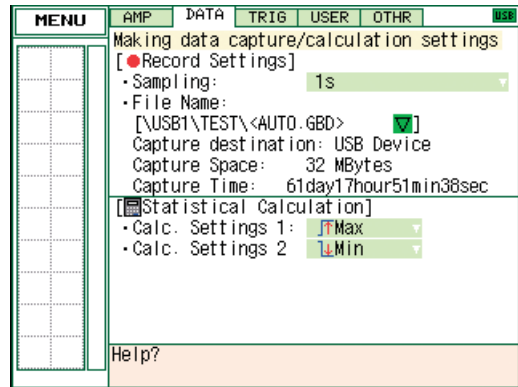 MENU AMP DATA TRIG USER OTHR USB
Making data capture/calculation settings
[●Record Settings]
・Sampling: 1s
・File Name:
[\USB1\TEST\<AUTO.GBD> ]
Capture destination: USB Device
Capture Space: 32 MBytes
Capture Time: 61day17hour51min38sec
[Statistical Calculation]
・Calc. Settings 1: Max
・Calc. Settings 2 Min
Help?